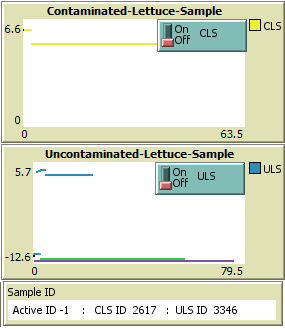 Contaminated-Lettuce-Sample
6.6
On
Off
CLS
CLS
0
0
63.5
Uncontaminated-Lettuce-Sample
5.7
On
Off
ULS
ULS
-12.6
0
79.5
Sample ID
Active ID -1 : CLS ID 2617 : ULS ID 3346